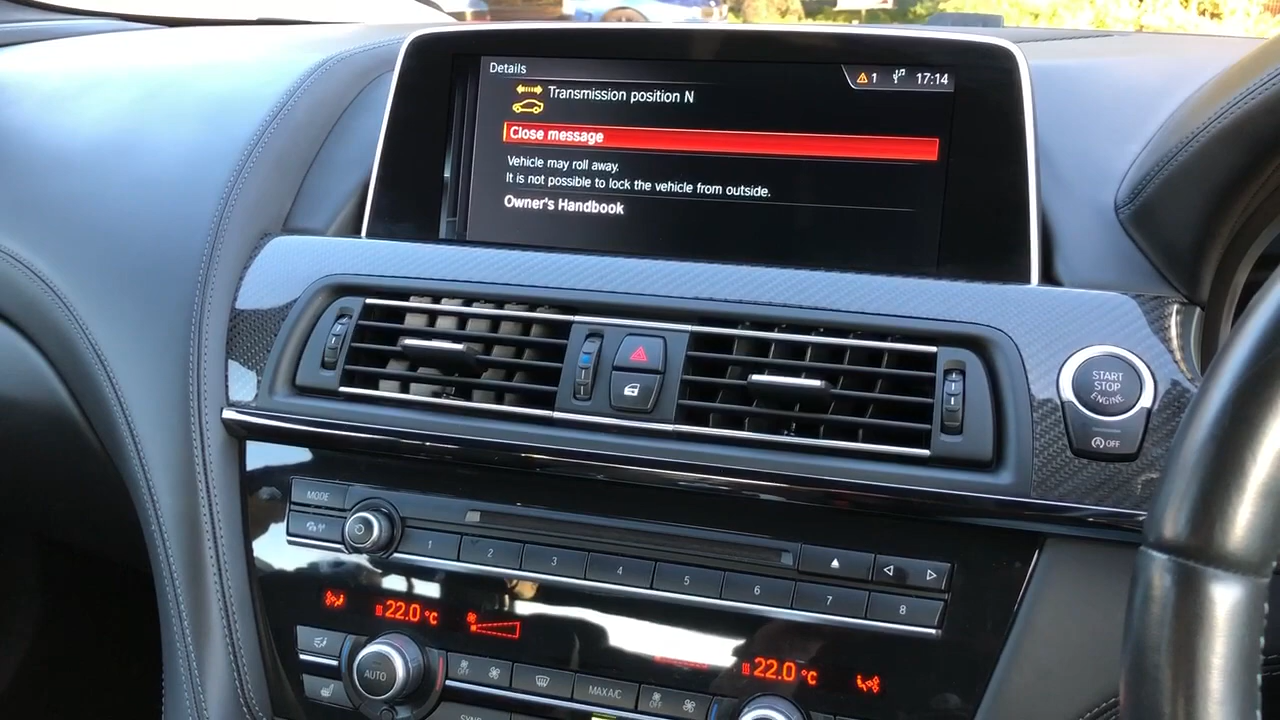 Details
1
17:14
Transmission position N
Close message
Vehicle may roll away.
It is not possible to lock the vehicle from outside.
Owner's Handbook
START
STOP
ENGINE
OFF
MODE
1
2
3
4
5
6
7
8
22.0 °C
22.0 °C
AUTO
OFF
MAX A/C
OFF